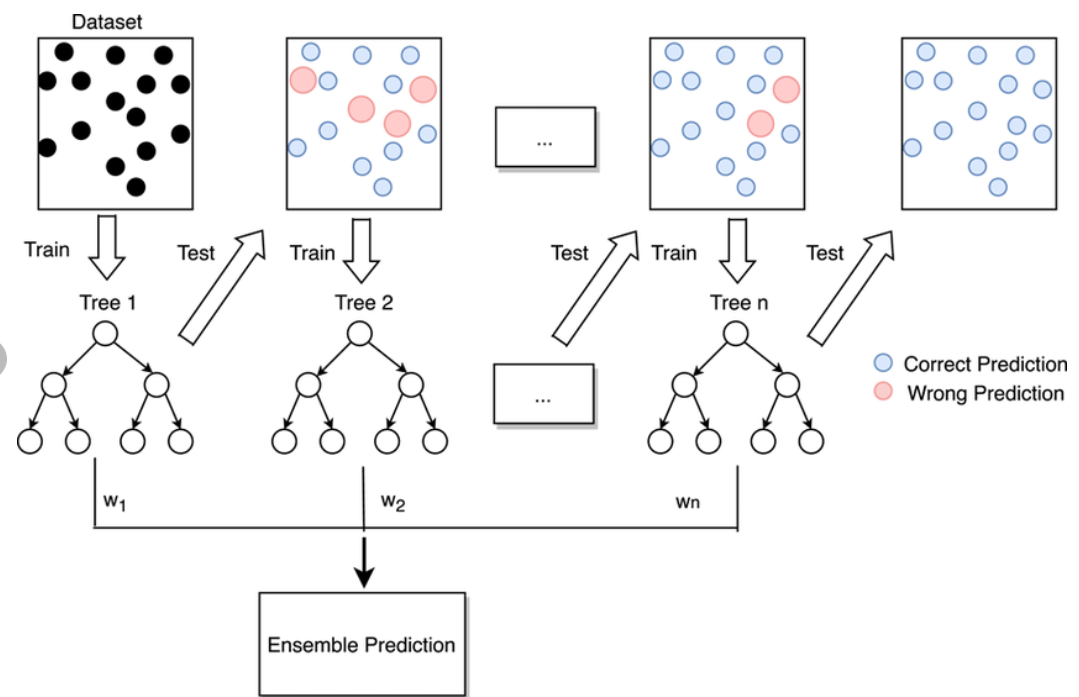 Dataset
...
Train
Test
Train
Test
Train
Test
Tree 1
Tree 2
Tree n
...
Correct Prediction
Wrong Prediction
w1
w2
wn
Ensemble Prediction